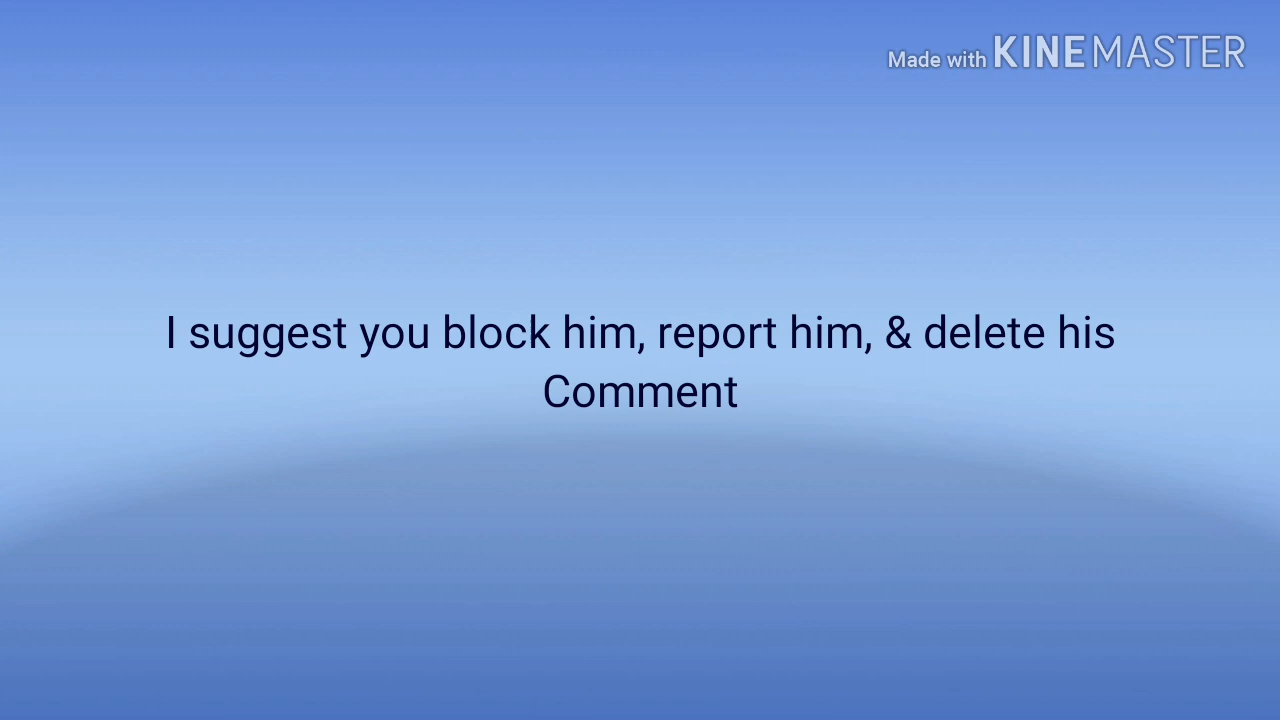 Made with KINEMASTER
I suggest you block him, report him, & delete his
Comment